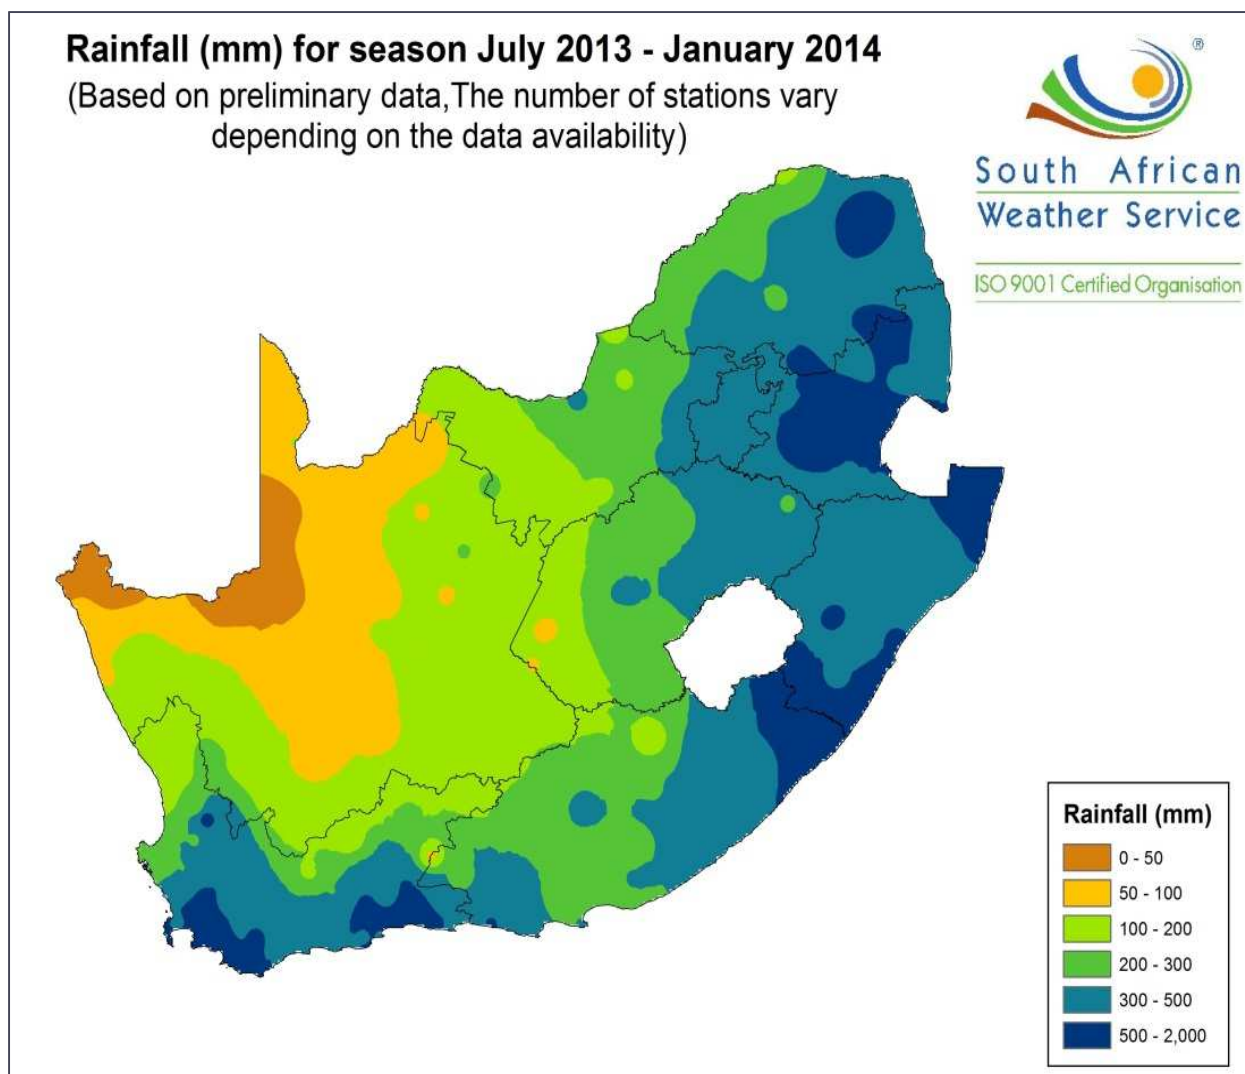 Rainfall (mm) for season July 2013 - January 2014
(Based on preliminary data,The number of stations vary
depending on the data availability)
®
South African
Weather Service
ISO 9001 Certified Organisation
Rainfall (mm)
0 - 50
50 - 100
100 - 200
200 - 300
300 - 500
500 - 2,000